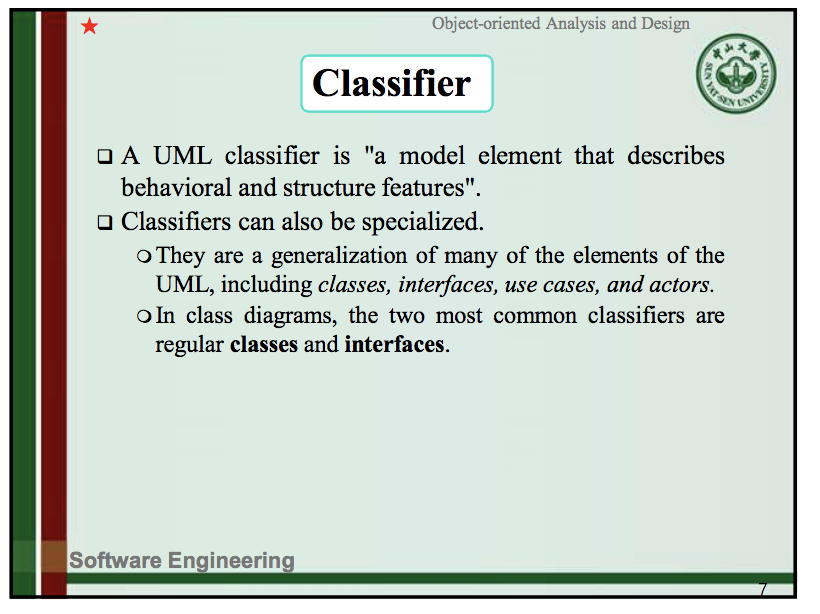 Object-oriented Analysis and Design
中山大学
SUN YAT-SEN UNIVERSITY
Classifier
A UML classifier is "a model element that describes
behavioral and structure features".
Classifiers can also be specialized.
They are a generalization of many of the elements of the
UML, including classes, interfaces, use cases, and actors.
In class diagrams, the two most common classifiers are
regular classes and interfaces.
Software Engineering
7